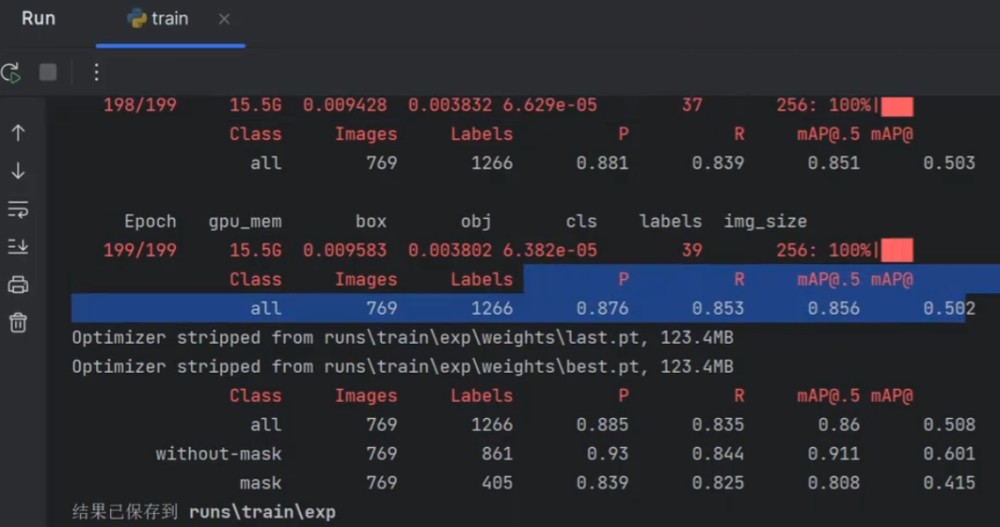 Run train
198/199 15.5G 0.009428 0.003832 6.629e-05 37 256: 100%|
Class Images Labels P R mAP@.5 mAP@
all 769 1266 0.881 0.839 0.851 0.503
Epoch gpu_mem box obj cls labels img_size
199/199 15.5G 0.009583 0.003802 6.382e-05 39 256: 100%|
Class Images Labels P R mAP@.5 mAP@
all 769 1266 0.876 0.853 0.856 0.502
Optimizer stripped from runs\train\exp\weights\last.pt, 123.4MB
Optimizer stripped from runs\train\exp\weights\best.pt, 123.4MB
Class Images Labels P R mAP@.5 mAP@
all 769 1266 0.885 0.835 0.86 0.508
without-mask 769 861 0.93 0.844 0.911 0.601
mask 769 405 0.839 0.825 0.808 0.415
结果已保存到 runs\train\exp